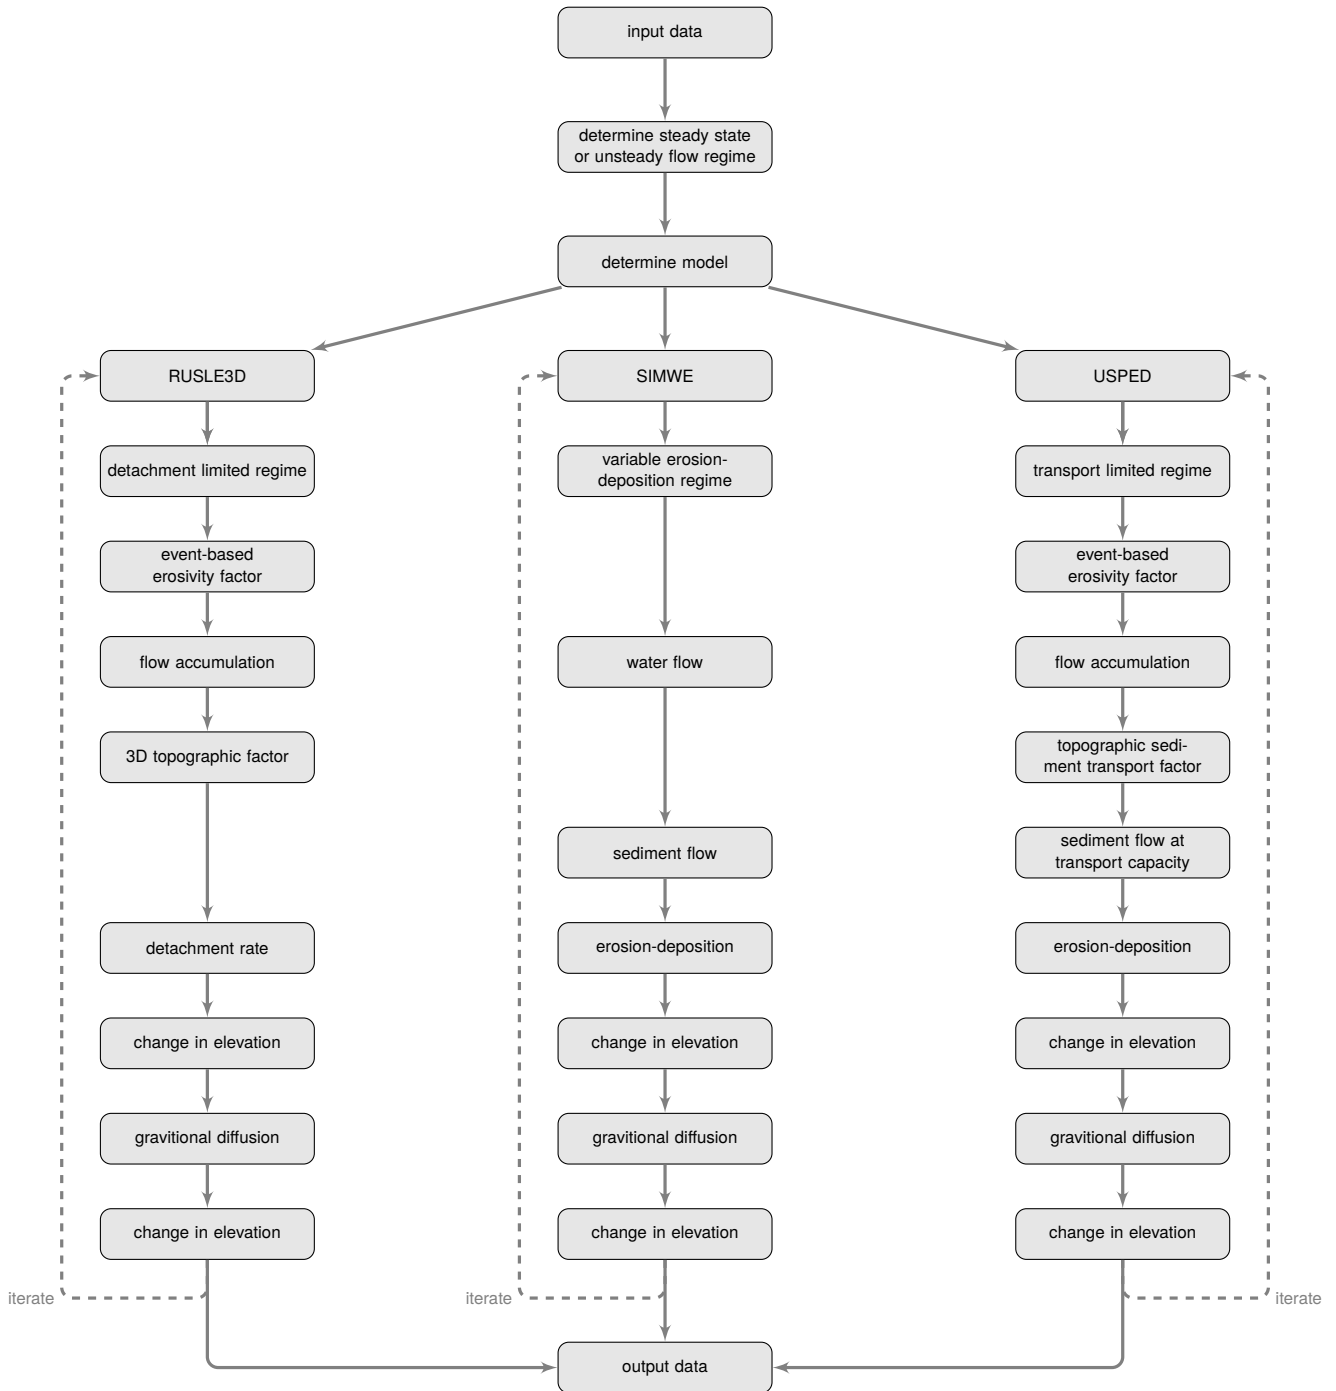 input data
determine steady state
or unsteady flow regime
determine model
RUSLE3D
SIMWE
USPED
detachment limited regime
variable erosion-
deposition regime
transport limited regime
event-based
erosivity factor
event-based
erosivity factor
flow accumulation
water flow
flow accumulation
3D topographic factor
topographic sedi-
ment transport factor
sediment flow
sediment flow at
transport capacity
detachment rate
erosion-deposition
erosion-deposition
change in elevation
change in elevation
change in elevation
gravitional diffusion
gravitional diffusion
gravitional diffusion
change in elevation
change in elevation
change in elevation
iterate
iterate
iterate
output data